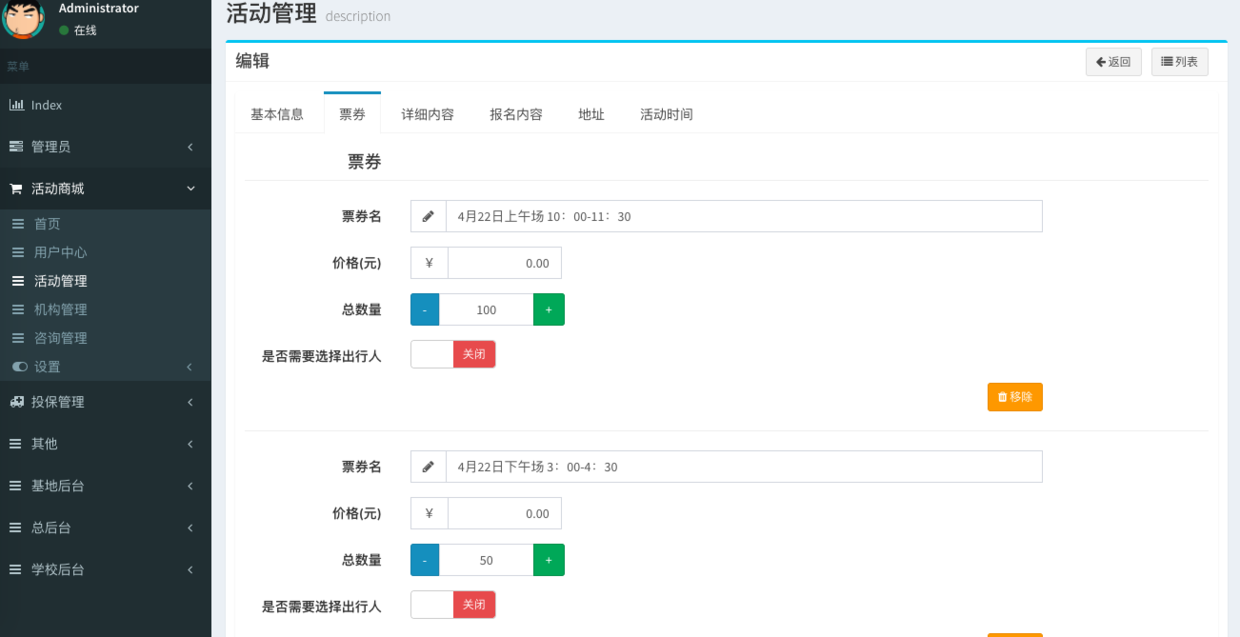 Administrator
在线
菜单
Index
管理员
活动商城
首页
用户中心
活动管理
机构管理
咨询管理
设置
投保管理
其他
基地后台
总后台
学校后台
活动管理 description
编辑
返回
列表
基本信息
票券
详细内容
报名内容
地址
活动时间
票券
票券名
4月22日上午场 10：00-11：30
价格(元)
¥
0.00
总数量
-
100
+
是否需要选择出行人
关闭
移除
票券名
4月22日下午场 3：00-4：30
价格(元)
¥
0.00
总数量
-
50
+
是否需要选择出行人
关闭